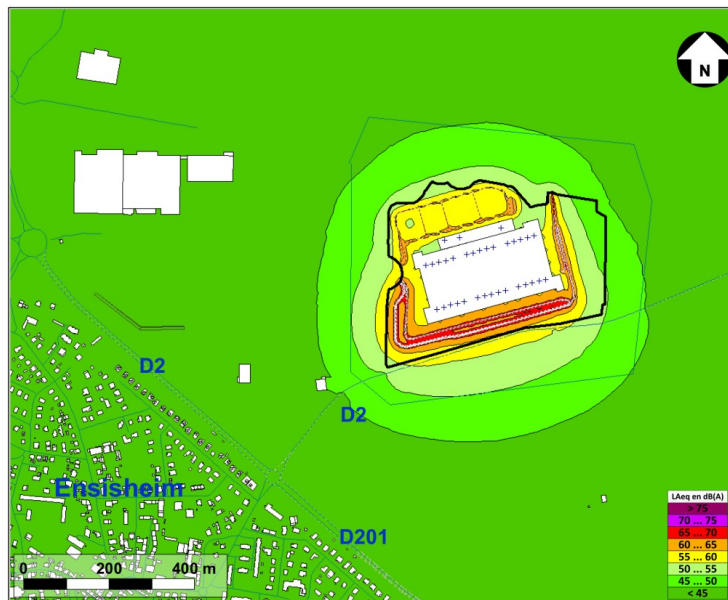 N
D2
D2
Ensisheim
D201
0 200 400 m
LAeq en dB(A)
> 75
70 ... 75
65 ... 70
60 ... 65
55 ... 60
50 ... 55
45 ... 50
< 45